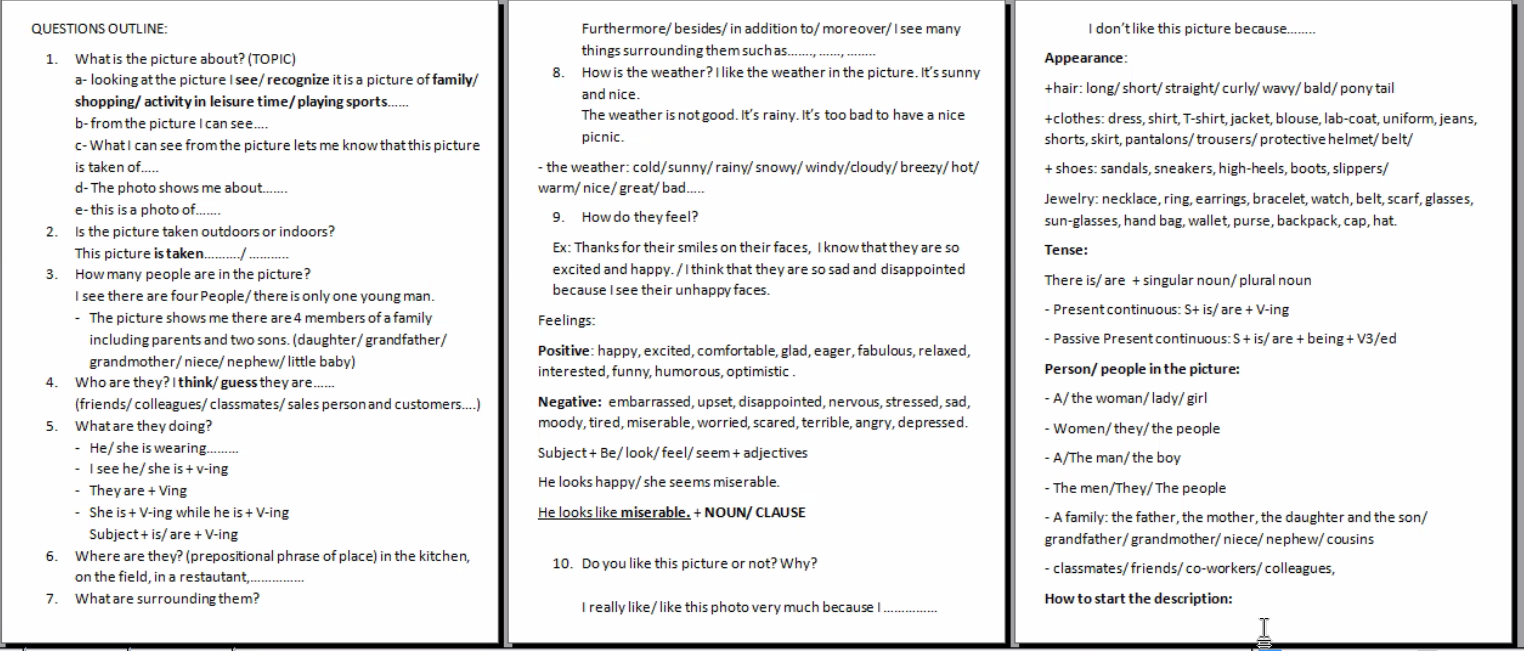 QUESTIONS OUTLINE:
1. What is the picture about? (TOPIC)
a- looking at the picture I see/ recognize it is a picture of family/
shopping/ activity in leisure time/ playing sports......
b- from the picture I can see....
c- What I can see from the picture lets me know that this picture
is taken of.....
d- The photo shows me about.......
e- this is a photo of.......
2. Is the picture taken outdoors or indoors?
This picture is taken........../ ...........
3. How many people are in the picture?
I see there are four People/ there is only one young man.
- The picture shows me there are 4 members of a family
including parents and two sons. (daughter/ grandfather/
grandmother/ niece/ nephew/ little baby)
4. Who are they? I think/ guess they are......
(friends/ colleagues/ classmates/ sales person and customers....)
5. What are they doing?
- He/ she is wearing.........
- I see he/ she is + v-ing
- They are + Ving
- She is + V-ing while he is + V-ing
Subject + is/ are + V-ing
6. Where are they? (prepositional phrase of place) in the kitchen,
on the field, in a restautant,...............
7. What are surrounding them?
Furthermore/ besides/ in addition to/ moreover/ I see many
things surrounding them such as......., ......, ........
8. How is the weather? I like the weather in the picture. It’s sunny
and nice.
The weather is not good. It’s rainy. It’s too bad to have a nice
picnic.
- the weather: cold/ sunny/ rainy/ snowy/ windy/cloudy/ breezy/ hot/
warm/ nice/ great/ bad.....
9. How do they feel?
Ex: Thanks for their smiles on their faces, I know that they are so
excited and happy. / I think that they are so sad and disappointed
because I see their unhappy faces.
Feelings:
Positive: happy, excited, comfortable, glad, eager, fabulous, relaxed,
interested, funny, humorous, optimistic .
Negative: embarrassed, upset, disappointed, nervous, stressed, sad,
moody, tired, miserable, worried, scared, terrible, angry, depressed.
Subject + Be/ look/ feel/ seem + adjectives
He looks happy/ she seems miserable.
He looks like miserable. + NOUN/ CLAUSE
10. Do you like this picture or not? Why?
I really like/ like this photo very much because I ...............
I don’t like this picture because........
Appearance:
+hair: long/ short/ straight/ curly/ wavy/ bald/ pony tail
+clothes: dress, shirt, T-shirt, jacket, blouse, lab-coat, uniform, jeans,
shorts, skirt, pantalons/ trousers/ protective helmet/ belt/
+ shoes: sandals, sneakers, high-heels, boots, slippers/
Jewelry: necklace, ring, earrings, bracelet, watch, belt, scarf, glasses,
sun-glasses, hand bag, wallet, purse, backpack, cap, hat.
Tense:
There is/ are + singular noun/ plural noun
- Present continuous: S+ is/ are + V-ing
- Passive Present continuous: S + is/ are + being + V3/ed
Person/ people in the picture:
- A/ the woman/ lady/ girl
- Women/ they/ the people
- A/The man/ the boy
- The men/They/ The people
- A family: the father, the mother, the daughter and the son/
grandfather/ grandmother/ niece/ nephew/ cousins
- classmates/ friends/ co-workers/ colleagues,
How to start the description: